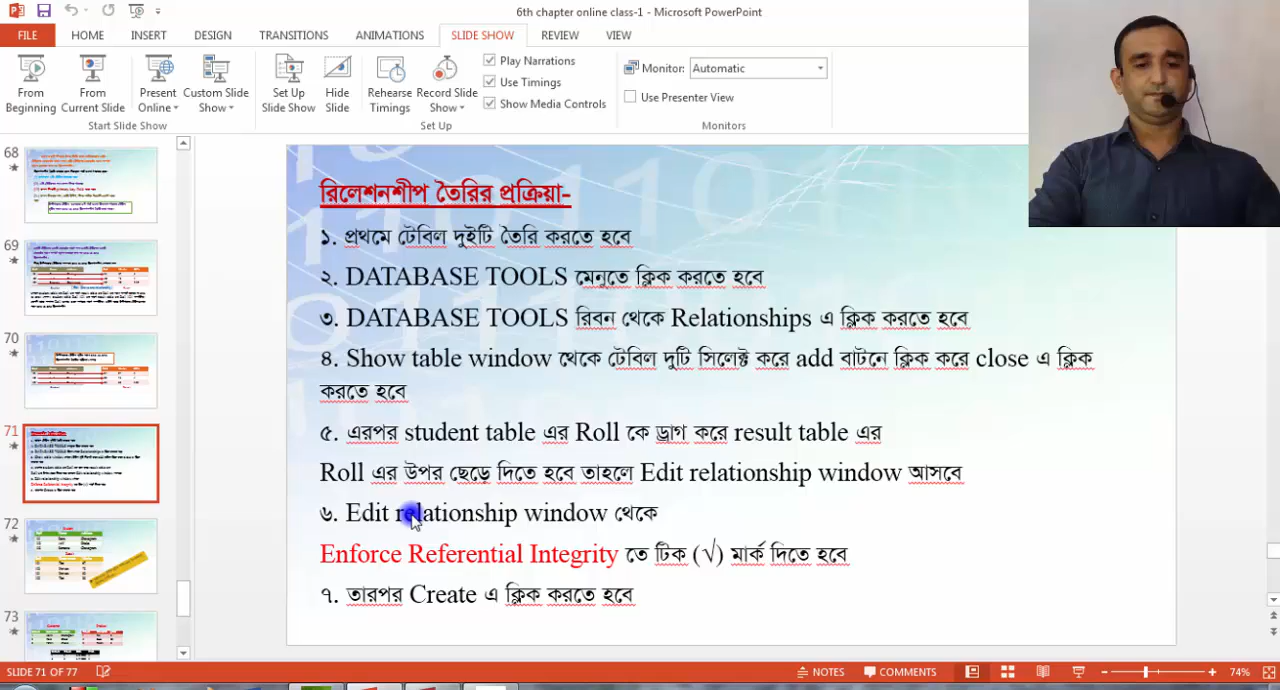 6th chapter online class-1 - Microsoft PowerPoint
FILE HOME INSERT DESIGN TRANSITIONS ANIMATIONS SLIDE SHOW REVIEW VIEW
From Beginning
From Current Slide
Present Online
Custom Slide Show
Set Up Slide Show
Hide Slide
Rehearse Timings
Record Slide Show
Play Narrations
Use Timings
Show Media Controls
Monitor: Automatic
Use Presenter View
Start Slide Show Set Up Monitors
68
69
70
71
72
73
রিলেশনশীপ তৈরির প্রক্রিয়া-
১. প্রথমে টেবিল দুইটি তৈরি করতে হবে
২. DATABASE TOOLS মেনুতে ক্লিক করতে হবে
৩. DATABASE TOOLS রিবন থেকে Relationships এ ক্লিক করতে হবে
৪. Show table window থেকে টেবিল দুটি সিলেক্ট করে add বাটনে ক্লিক করে close এ ক্লিক
করতে হবে
৫. এরপর student table এর Roll কে ড্রাগ করে result table এর
Roll এর উপর ছেড়ে দিতে হবে তাহলে Edit relationship window আসবে
৬. Edit relationship window থেকে
Enforce Referential Integrity তে টিক (√) মার্ক দিতে হবে
৭. তারপর Create এ ক্লিক করতে হবে
SLIDE 71 OF 77 NOTES COMMENTS 74%